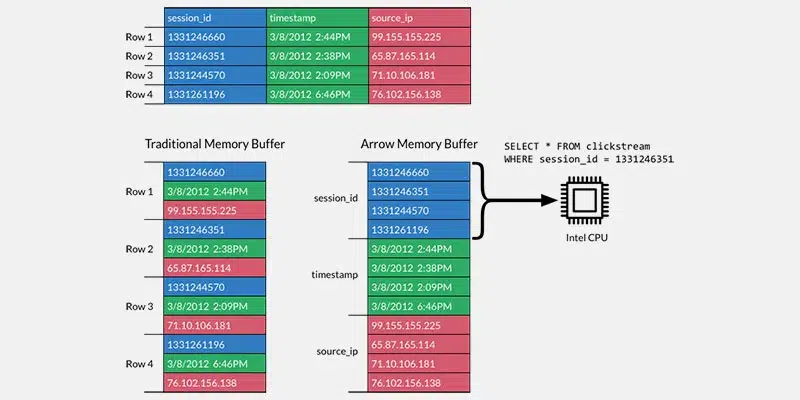 session_id timestamp source_ip
Row 1 1331246660 3/8/2012 2:44PM 99.155.155.225
Row 2 1331246351 3/8/2012 2:38PM 65.87.165.114
Row 3 1331244570 3/8/2012 2:09PM 71.10.106.181
Row 4 1331261196 3/8/2012 6:46PM 76.102.156.138
Traditional Memory Buffer
Row 1
1331246660
3/8/2012 2:44PM
99.155.155.225
Row 2
1331246351
3/8/2012 2:38PM
65.87.165.114
Row 3
1331244570
3/8/2012 2:09PM
71.10.106.181
Row 4
1331261196
3/8/2012 6:46PM
76.102.156.138
Arrow Memory Buffer
session_id
1331246660
1331246351
1331244570
1331261196
timestamp
3/8/2012 2:44PM
3/8/2012 2:38PM
3/8/2012 2:09PM
3/8/2012 6:46PM
source_ip
99.155.155.225
65.87.165.114
71.10.106.181
76.102.156.138
SELECT * FROM clickstream
WHERE session_id = 1331246351
Intel CPU